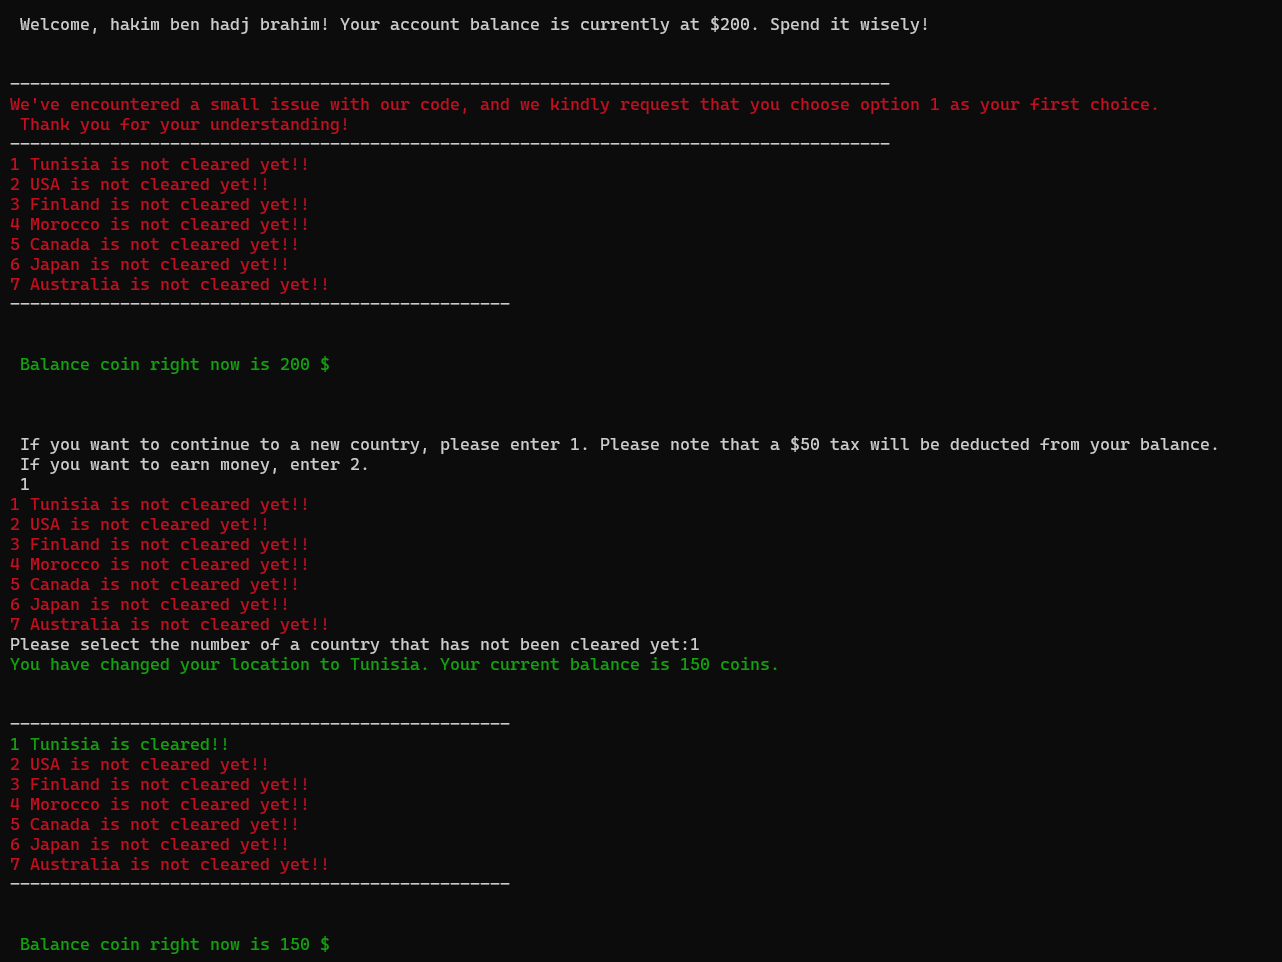 Welcome, hakim ben hadj brahim! Your account balance is currently at $200. Spend it wisely!
----------------------------------------------------------------------------------------
We've encountered a small issue with our code, and we kindly request that you choose option 1 as your first choice.
Thank you for your understanding!
----------------------------------------------------------------------------------------
1 Tunisia is not cleared yet!!
2 USA is not cleared yet!!
3 Finland is not cleared yet!!
4 Morocco is not cleared yet!!
5 Canada is not cleared yet!!
6 Japan is not cleared yet!!
7 Australia is not cleared yet!!
--------------------------------------------------
Balance coin right now is 200 $
If you want to continue to a new country, please enter 1. Please note that a $50 tax will be deducted from your balance.
If you want to earn money, enter 2.
1
1 Tunisia is not cleared yet!!
2 USA is not cleared yet!!
3 Finland is not cleared yet!!
4 Morocco is not cleared yet!!
5 Canada is not cleared yet!!
6 Japan is not cleared yet!!
7 Australia is not cleared yet!!
Please select the number of a country that has not been cleared yet:1
You have changed your location to Tunisia. Your current balance is 150 coins.
--------------------------------------------------
1 Tunisia is cleared!!
2 USA is not cleared yet!!
3 Finland is not cleared yet!!
4 Morocco is not cleared yet!!
5 Canada is not cleared yet!!
6 Japan is not cleared yet!!
7 Australia is not cleared yet!!
--------------------------------------------------
Balance coin right now is 150 $